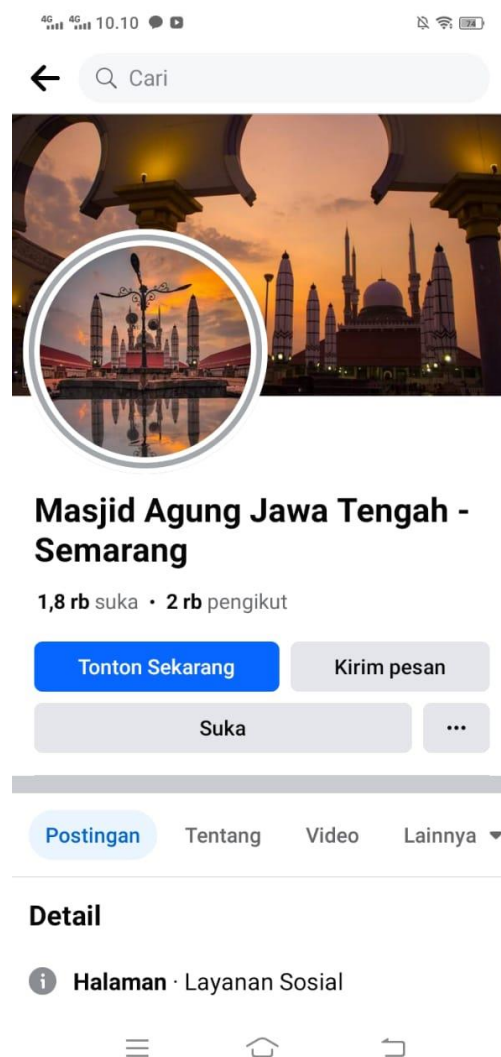 4G 4G 10.10 74
Cari
Masjid Agung Jawa Tengah -
Semarang
1,8 rb suka · 2 rb pengikut
Tonton Sekarang Kirim pesan
Suka ...
Postingan Tentang Video Lainnya
Detail
Halaman · Layanan Sosial